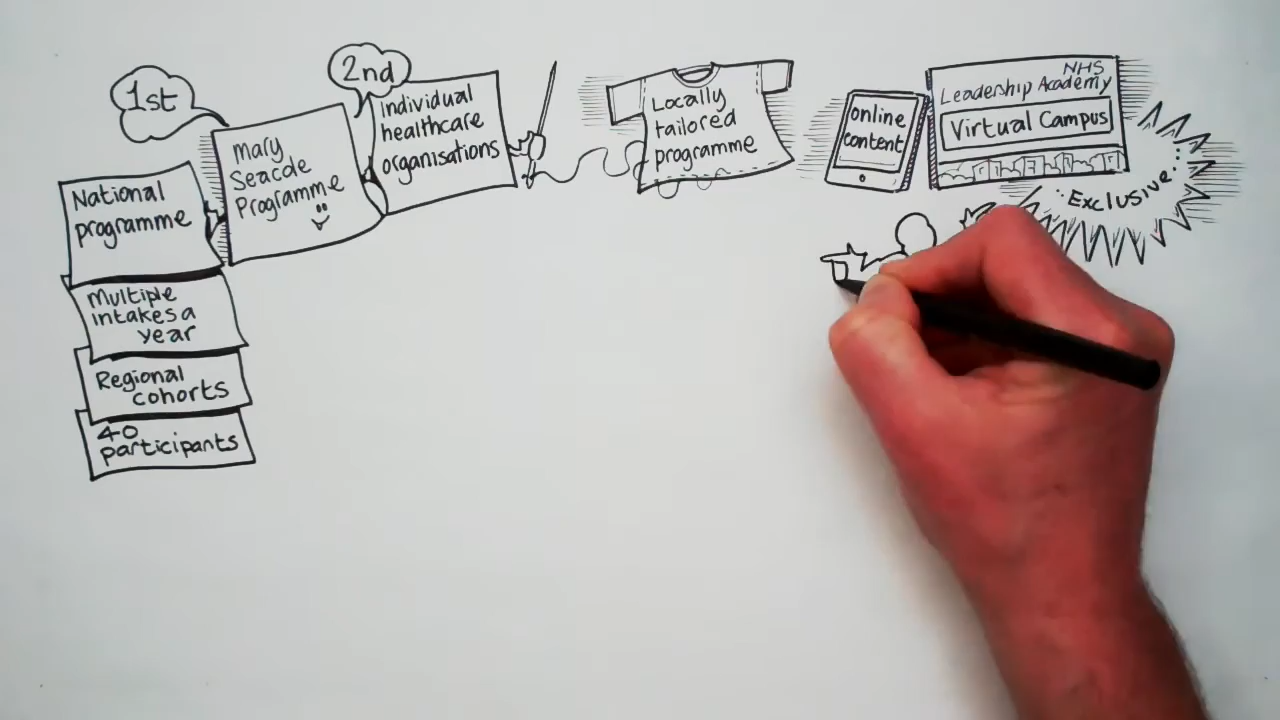 1st
National
programme
Multiple
intakes a
year
Regional
cohorts
40
participants
Mary
Seacole
Programme
2nd
Individual
healthcare
organisations
Locally
tailored
programme
online
content
NHS
Leadership Academy
Virtual Campus
Exclusive